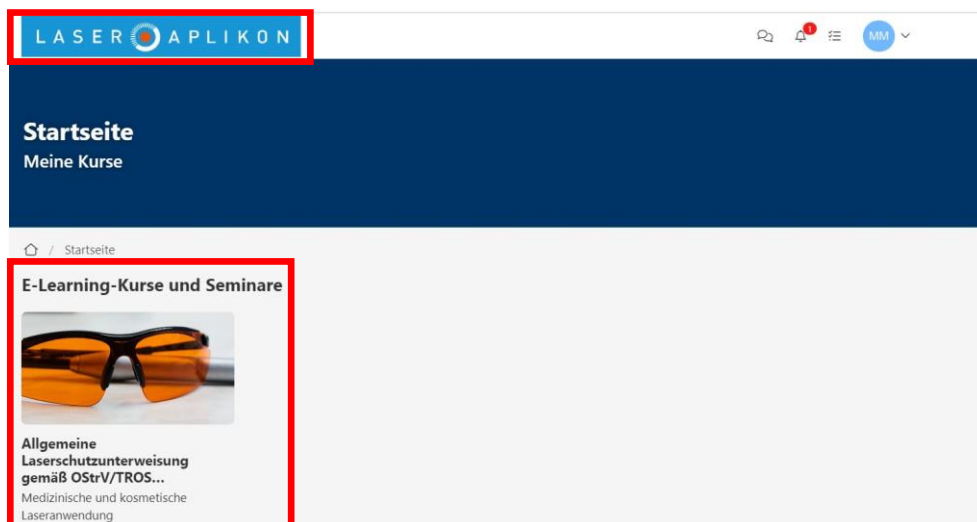 LASER APLIKON
1
MM
Startseite
Meine Kurse
/ Startseite
E-Learning-Kurse und Seminare
Allgemeine
Laserschutzunterweisung
gemäß OStrV/TROS...
Medizinische und kosmetische
Laseranwendung